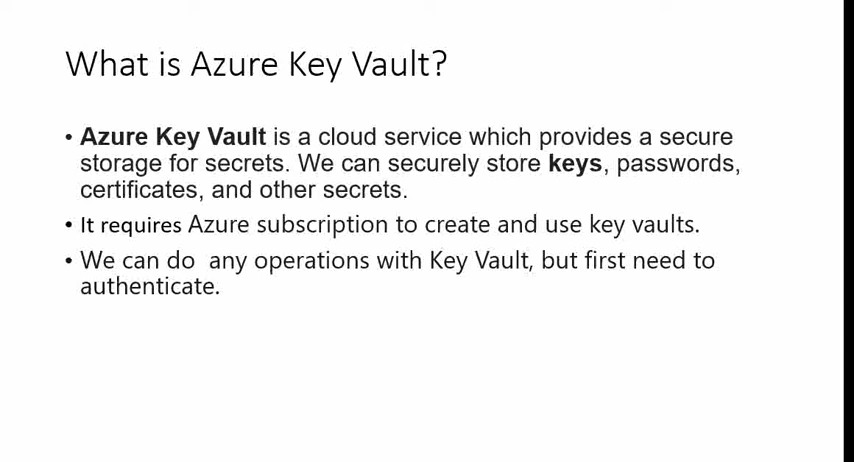 What is Azure Key Vault?
• Azure Key Vault is a cloud service which provides a secure
storage for secrets. We can securely store keys, passwords,
certificates, and other secrets.
• It requires Azure subscription to create and use key vaults.
• We can do  any operations with Key Vault, but first need to
authenticate.